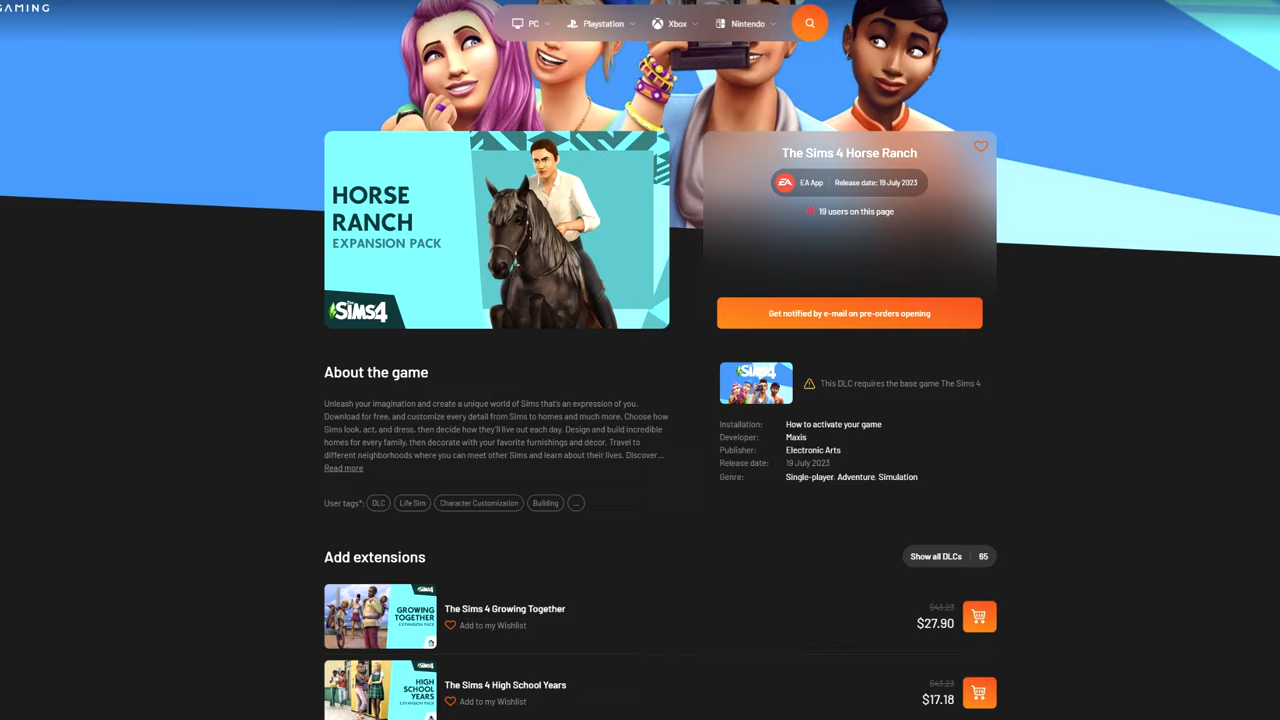 GAMING
PC
Playstation
Xbox
Nintendo
HORSE
RANCH
EXPANSION PACK
The SIMS 4
The Sims 4 Horse Ranch
EA
EA App
Release date: 19 July 2023
19 users on this page
Get notified by e-mail on pre-orders opening
About the game
Unleash your imagination and create a unique world of Sims that's an expression of you.
Download for free, and customize every detail from Sims to homes and much more. Choose how
Sims look, act, and dress, then decide how they'll live out each day. Design and build incredible
homes for every family, then decorate with your favorite furnishings and décor. Travel to
different neighborhoods where you can meet other Sims and learn about their lives. Discover...
Read more
User tags*:
DLC
Life Sim
Character Customization
Building
...
SIMS4
This DLC requires the base game The Sims 4
Installation: How to activate your game
Developer: Maxis
Publisher: Electronic Arts
Release date: 19 July 2023
Genre: Single-player, Adventure, Simulation
Add extensions
Show all DLCs 65
SIMS4
GROWING
TOGETHER
EXPANSION PACK
The Sims 4 Growing Together
Add to my Wishlist
$43.23
$27.90
SIMS4
HIGH
SCHOOL
YEARS
EXPANSION PACK
The Sims 4 High School Years
Add to my Wishlist
$43.23
$17.18